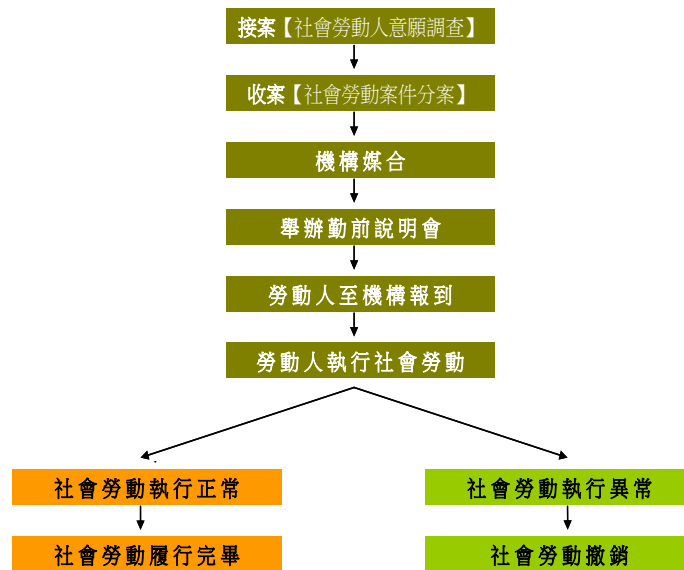 接案【社會勞動人意願調查】
收案【社會勞動案件分案】
機構媒合
舉辦勤前說明會
勞動人至機構報到
勞動人執行社會勞動
社會勞動執行正常
社會勞動執行異常
社會勞動履行完畢
社會勞動撤銷